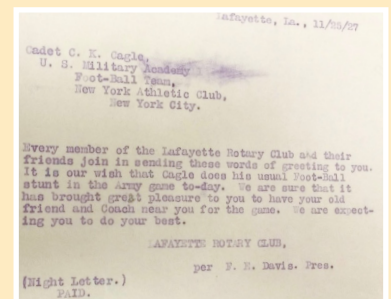 Lafayette, La., 11/25/27
Cadet C. K. Cagle,
U. S. Military Academy
Foot-Ball Team,
New York Athletic Club,
New York City.
Every member of the Lafayette Rotary Club and their
friends join in sending these words of greeting to you.
It is our wish that Cagle does his usual Foot-Ball
stunt in the Army game to-day. We are sure that it
has brought great pleasure to you to have your old
friend and Coach near you for the game. We are expect-
ing you to do your best.
LAFAYETTE ROTARY CLUB,
per F. E. Davis. Pres.
(Night Letter.)
PAID.